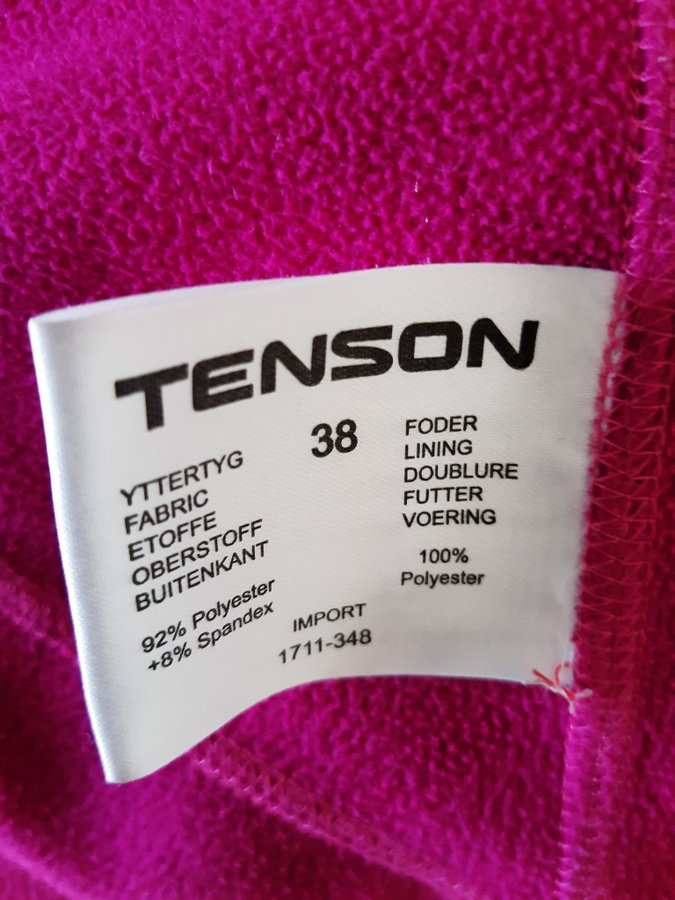 TENSON
38
YTTERTYG
FABRIC
ETOFFE
OBERSTOFF
BUITENKANT
92% Polyester
+8% Spandex
FODER
LINING
DOUBLURE
FUTTER
VOERING
100%
Polyester
IMPORT
1711-348